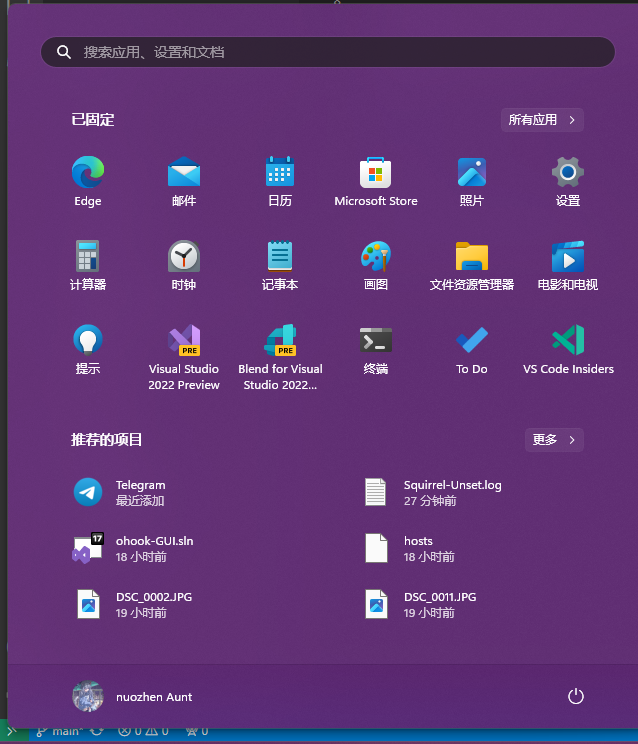 搜索应用、设置和文档
已固定
所有应用
Edge
邮件
日历
Microsoft Store
照片
设置
计算器
时钟
记事本
画图
文件资源管理器
电影和电视
提示
PRE
Visual Studio
2022 Preview
PRE
Blend for Visual
Studio 2022...
终端
To Do
VS Code Insiders
推荐的项目
更多
Telegram
最近添加
Squirrel-Unset.log
27 分钟前
17
ohook-GUI.sln
18 小时前
hosts
18 小时前
DSC_0002.JPG
19 小时前
DSC_0011.JPG
19 小时前
nuozhen Aunt
main* 0 0 0